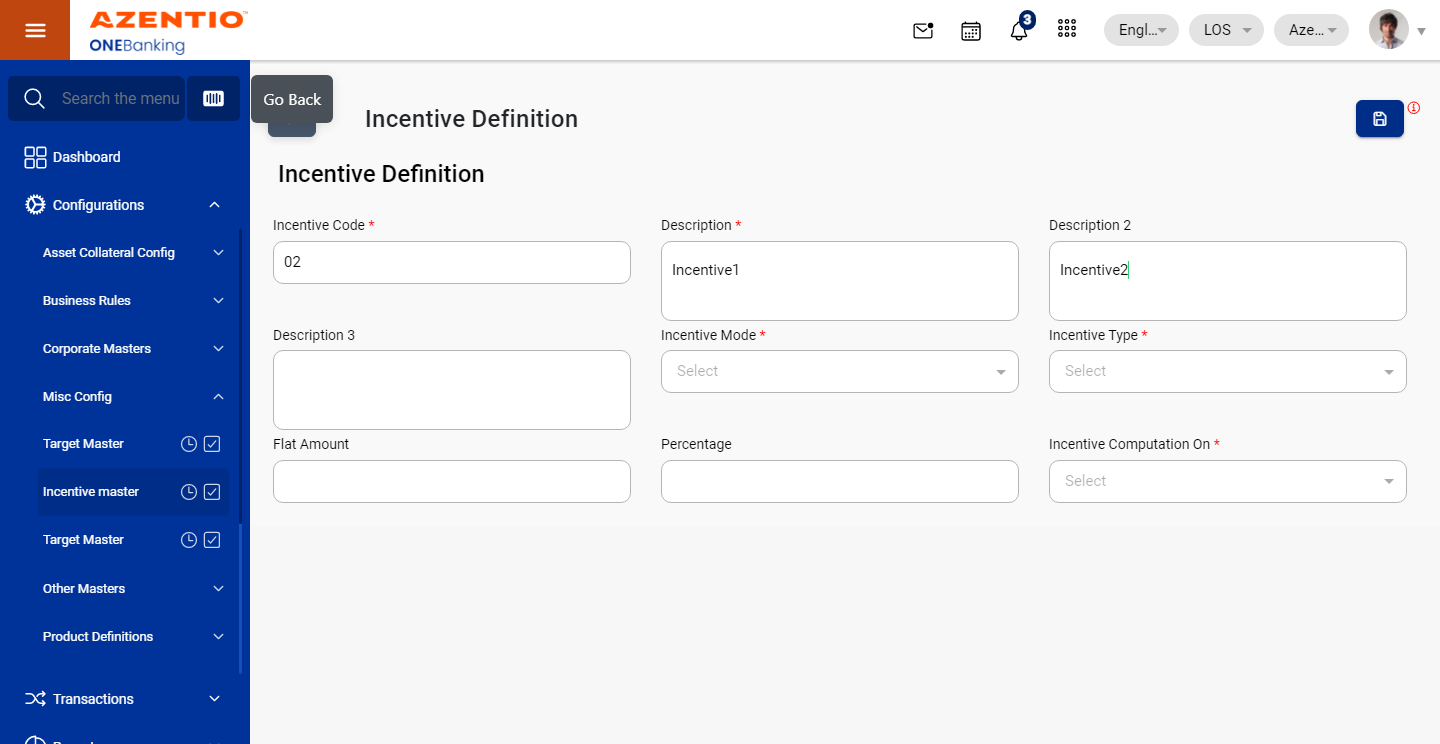 AZENTIO™
ONEBanking
3
Engl...
LOS
Aze...
Search the menu
Go Back
Incentive Definition
Dashboard
Incentive Definition
Configurations
Incentive Code *
Description *
Description 2
Asset Collateral Config
02
Incentive1
Incentive2
Business Rules
Description 3
Incentive Mode *
Incentive Type *
Corporate Masters
Select
Select
Misc Config
Target Master
Flat Amount
Percentage
Incentive Computation On *
Incentive master
Select
Target Master
Other Masters
Product Definitions
Transactions